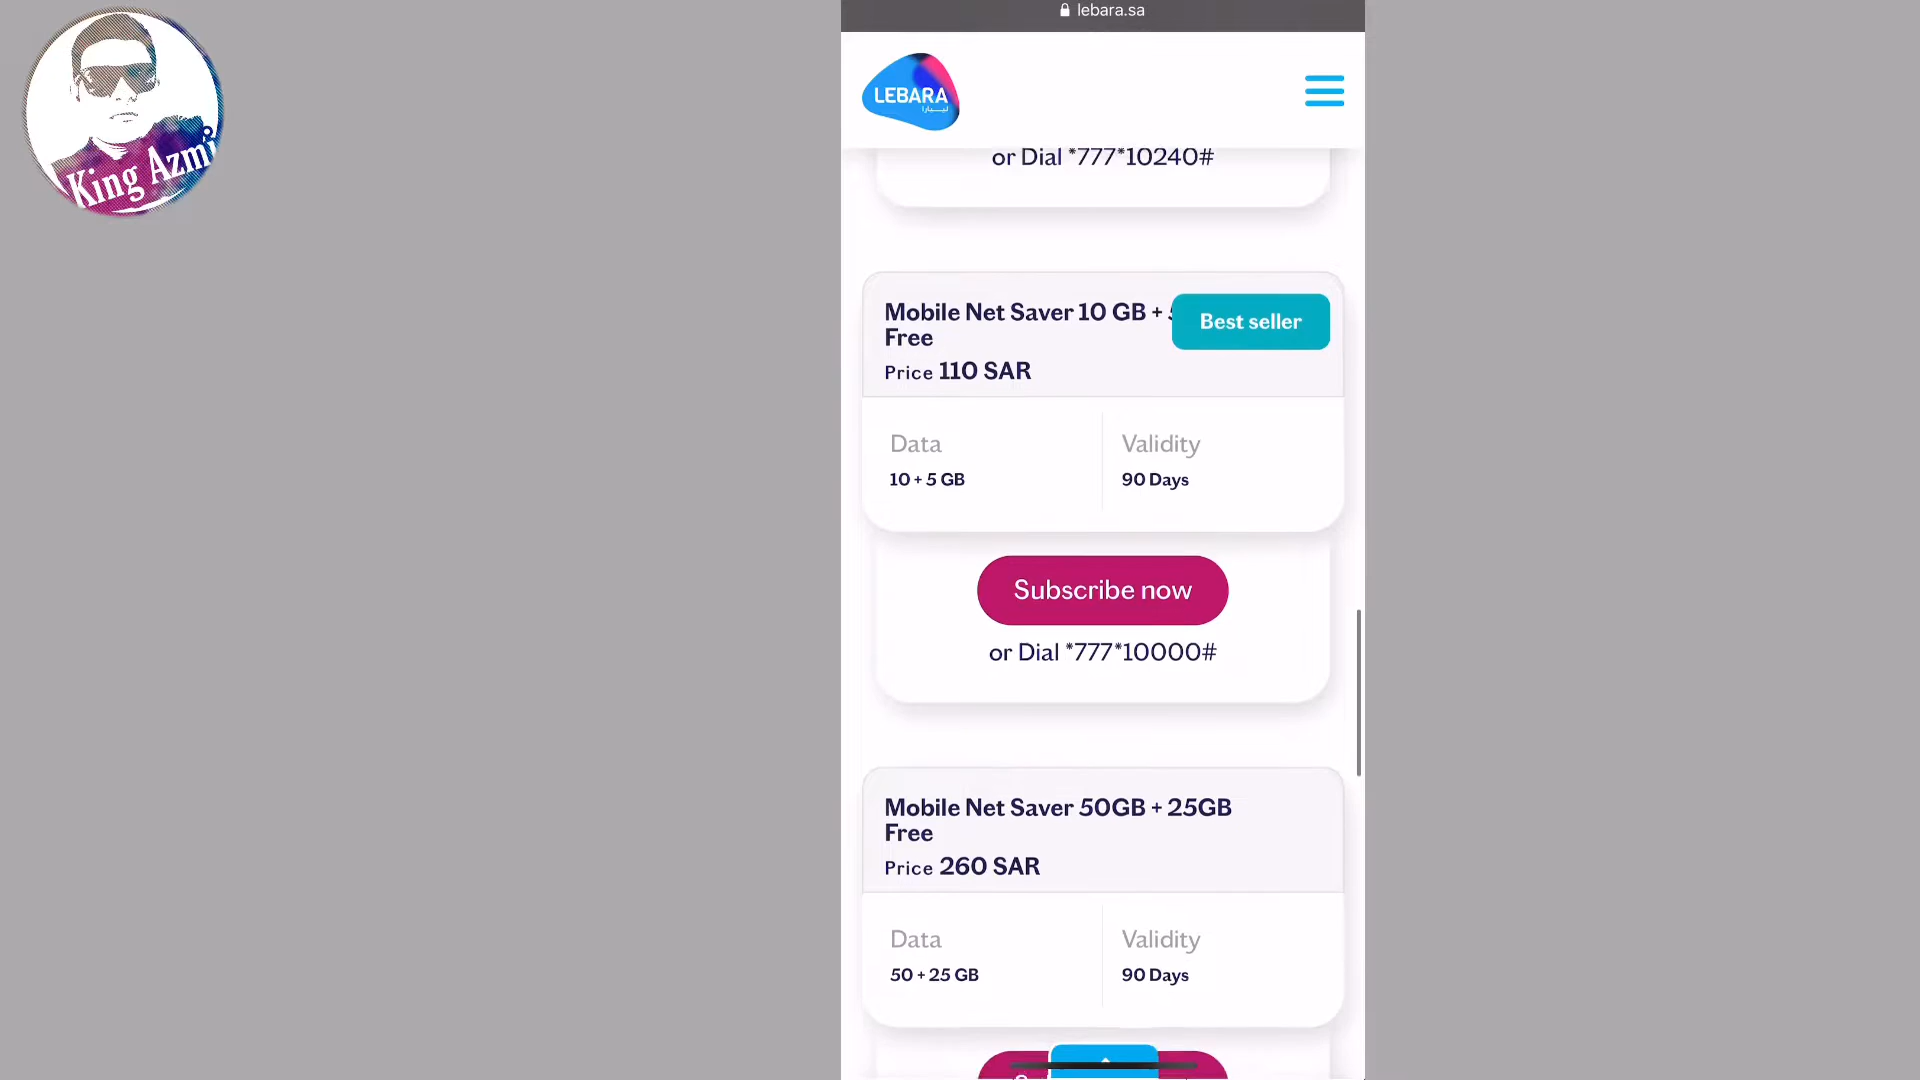 lebara.sa
King Azmi
LEBARA
ليبارا
or Dial *777*10240#
Mobile Net Saver 10 GB +
Best seller
Free
Price 110 SAR
Data
Validity
10 + 5 GB
90 Days
Subscribe now
or Dial *777*10000#
Mobile Net Saver 50GB + 25GB
Free
Price 260 SAR
Data
Validity
50 + 25 GB
90 Days